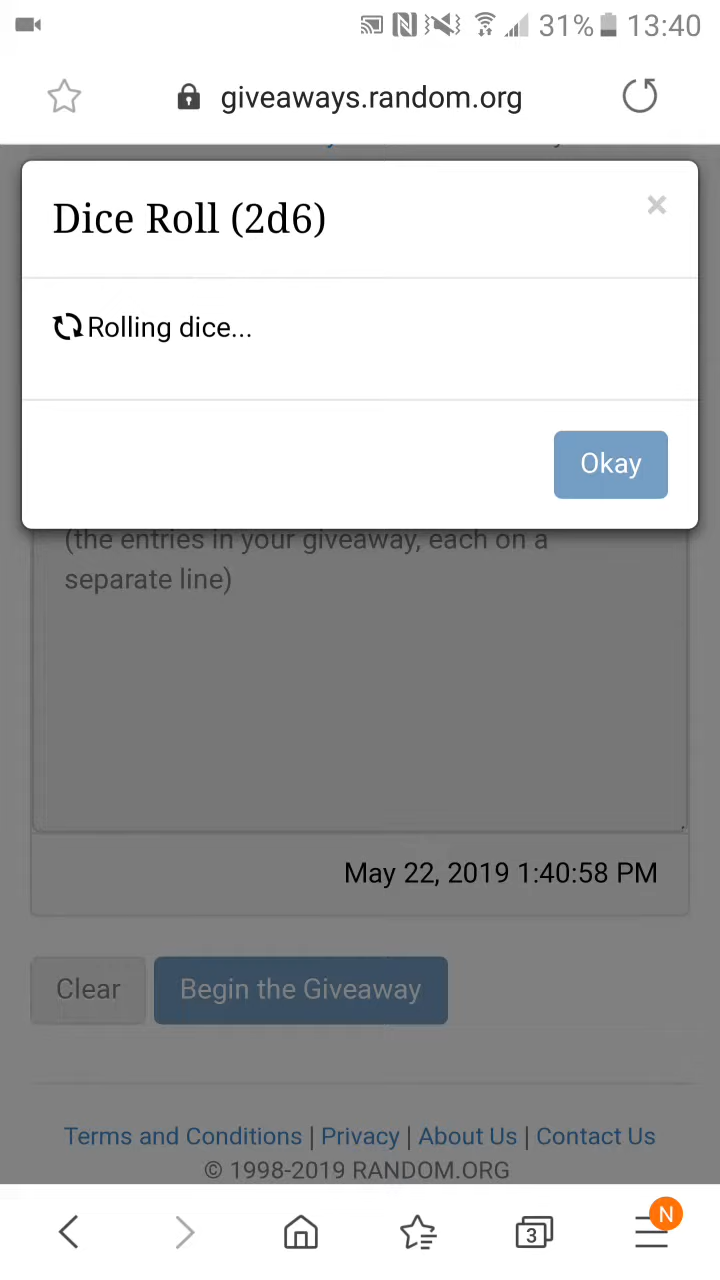 31% 13:40
giveaways.random.org
Dice Roll (2d6)
×
Rolling dice...
Okay
(the entries in your giveaway, each on a
separate line)
May 22, 2019 1:40:58 PM
Clear Begin the Giveaway
Terms and Conditions | Privacy | About Us | Contact Us
© 1998-2019 RANDOM.ORG
3 N